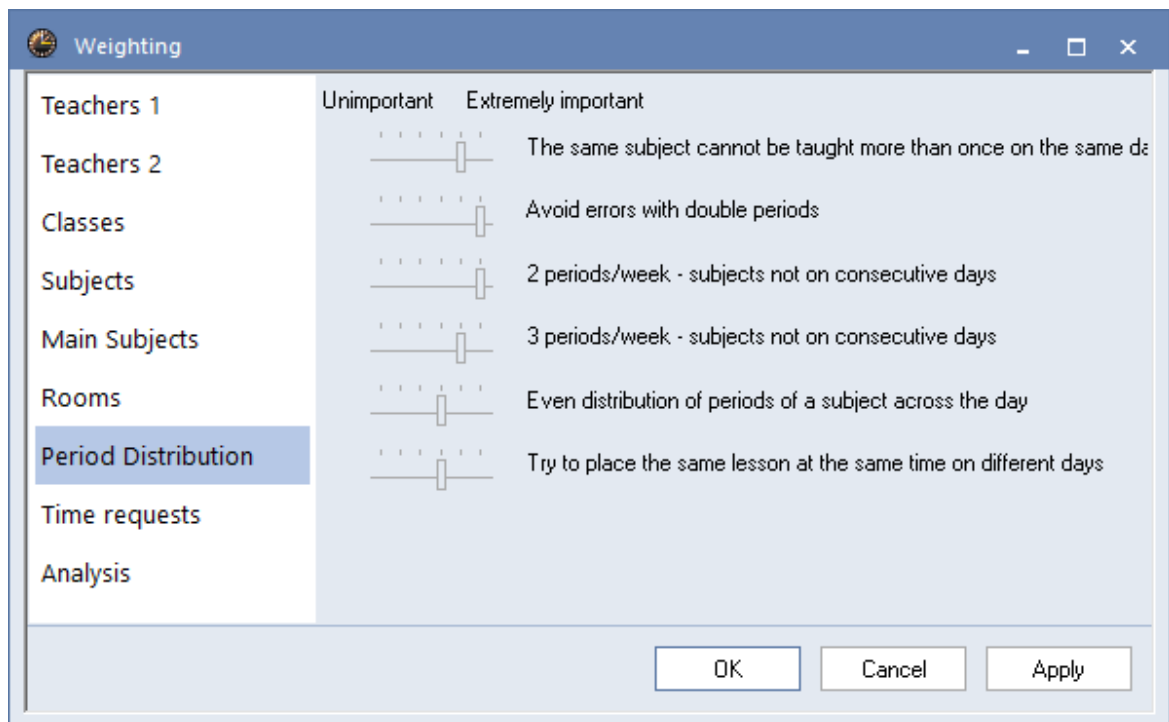 Weighting
Teachers 1
Teachers 2
Classes
Subjects
Main Subjects
Rooms
Period Distribution
Time requests
Analysis
Unimportant Extremely important
The same subject cannot be taught more than once on the same da
Avoid errors with double periods
2 periods/week - subjects not on consecutive days
3 periods/week - subjects not on consecutive days
Even distribution of periods of a subject across the day
Try to place the same lesson at the same time on different days
OK Cancel Apply